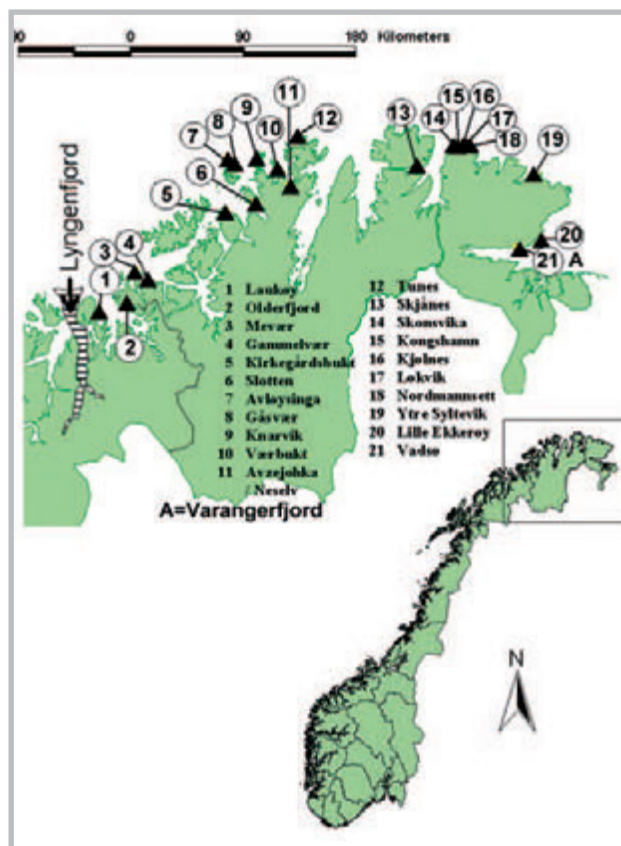 90 0 90 180 Kilometers
11
9 12 13 15 16
8 10 14 17
7 18 19
6
5
Lyngenfjord
20
3 4 21 A
1
2
1 Laukøy
2 Olderfjord
3 Mevær
4 Gammelvær
5 Kirkegårdsbukt
6 Slotten
7 Avløysinga
8 Gåsvær
9 Knarvik
10 Værbukt
11 Avzejohka
/ Neselv
12 Tunes
13 Skjånes
14 Skonsvika
15 Kongshamn
16 Kjølnes
17 Løkvik
18 Nordmannsett
19 Ytre Syltevik
20 Lille Ekkerøy
21 Vadsø
A=Varangerfjord
N